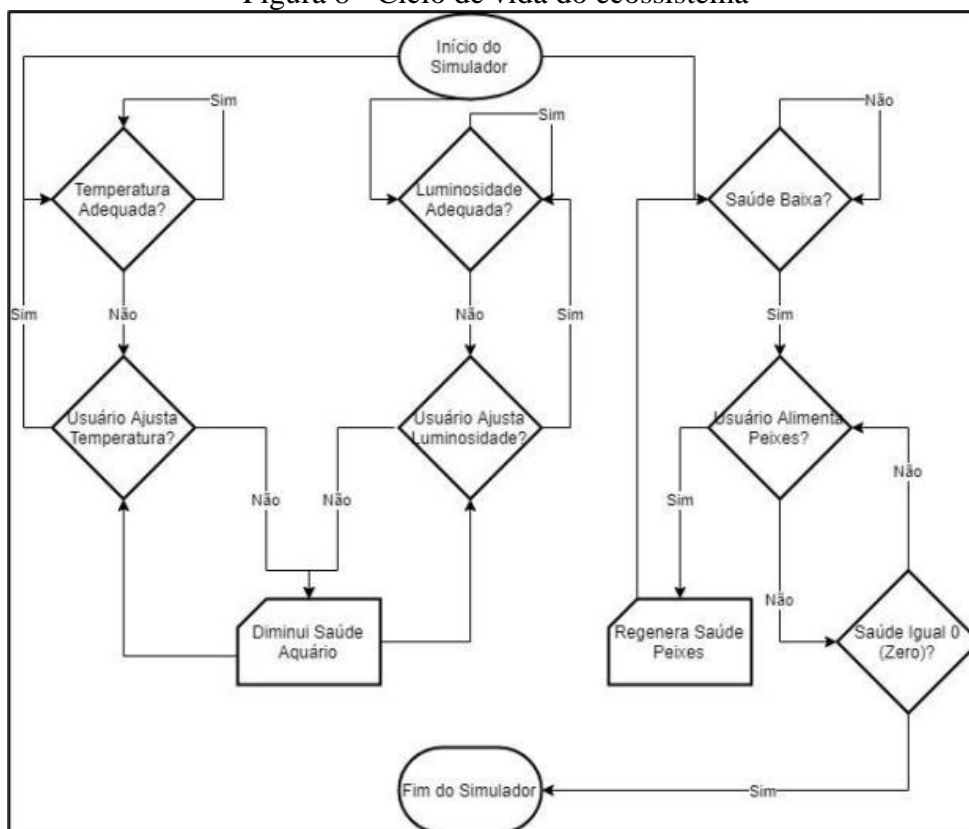 Figura 8 - Ciclo de vida do ecossistema
Início do
Simulador
Sim
Sim
Não
Temperatura
Adequada?
Luminosidade
Adequada?
Saúde Baixa?
Sim
Não
Não
Sim
Sim
Usuário Ajusta
Temperatura?
Usuário Ajusta
Luminosidade?
Usuário Alimenta
Peixes?
Não
Não
Sim
Não
Não
Diminui Saúde
Aquário
Regenera Saúde
Peixes
Saúde Igual 0
(Zero)?
Fim do Simulador
Sim